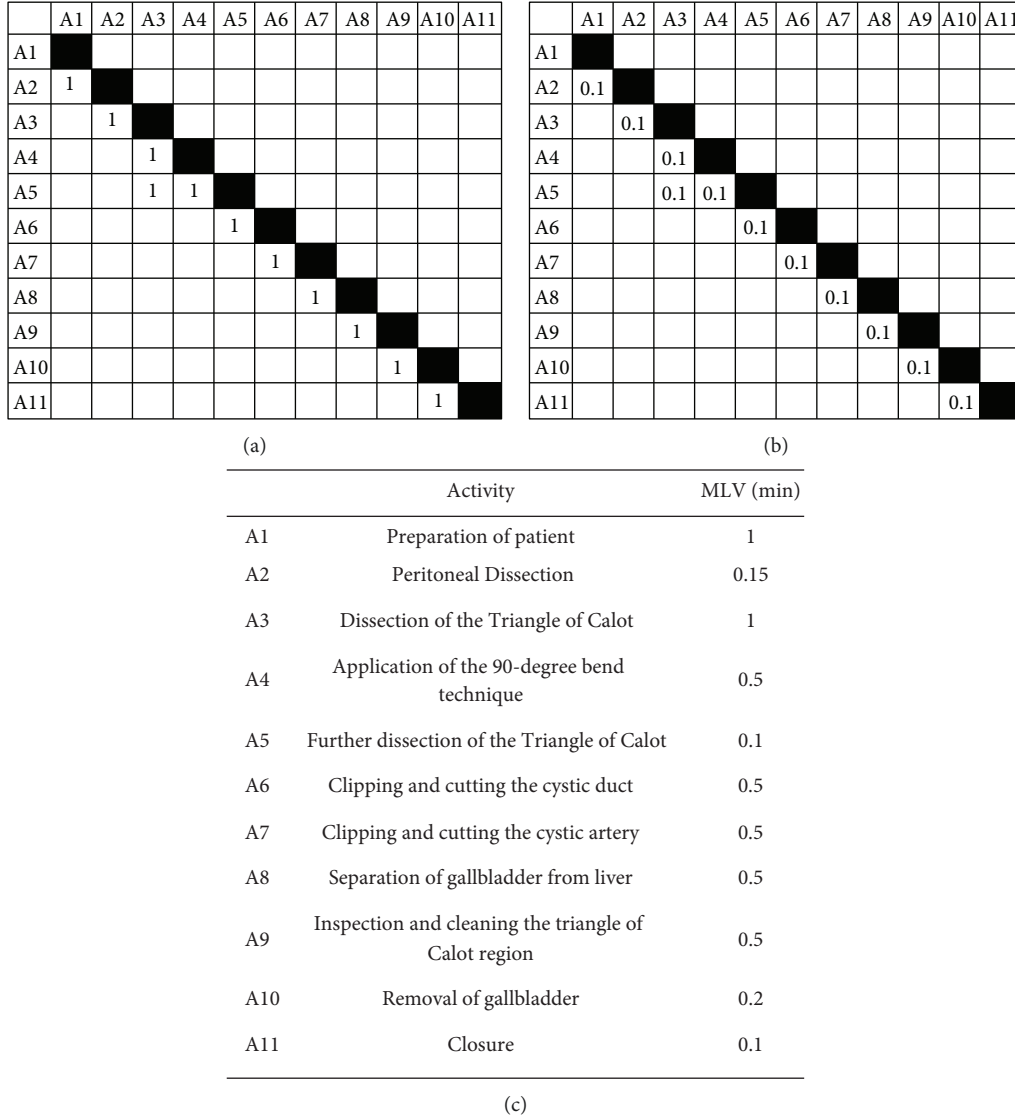 A1 A2 A3 A4 A5 A6 A7 A8 A9 A10 A11
A1
A2 1
A3 1
A4 1
A5 1 1
A6 1
A7 1
A8 1
A9 1
A10 1
A11 1
(a)
A1 A2 A3 A4 A5 A6 A7 A8 A9 A10 A11
A1
A2 0.1
A3 0.1
A4 0.1
A5 0.1 0.1
A6 0.1
A7 0.1
A8 0.1
A9 0.1
A10 0.1
A11 0.1
(b)
Activity MLV (min)
A1 Preparation of patient 1
A2 Peritoneal Dissection 0.15
A3 Dissection of the Triangle of Calot 1
A4 Application of the 90-degree bend
technique 0.5
A5 Further dissection of the Triangle of Calot 0.1
A6 Clipping and cutting the cystic duct 0.5
A7 Clipping and cutting the cystic artery 0.5
A8 Separation of gallbladder from liver 0.5
A9 Inspection and cleaning the triangle of
Calot region 0.5
A10 Removal of gallbladder 0.2
A11 Closure 0.1
(c)